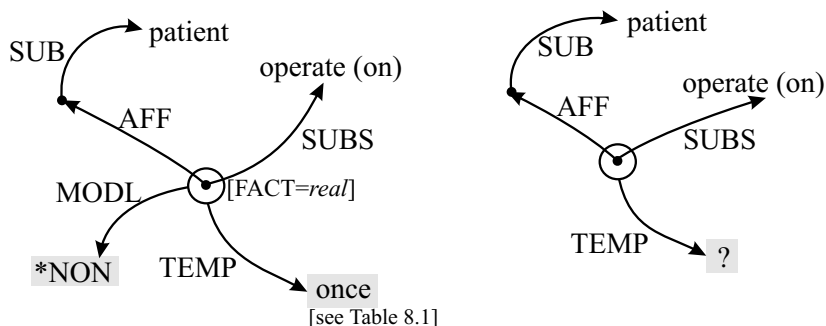 patient
SUB
operate (on)
AFF
SUBS
MODL
[FACT=real]
*NON
TEMP
once
[see Table 8.1]
patient
SUB
operate (on)
AFF
SUBS
TEMP
?